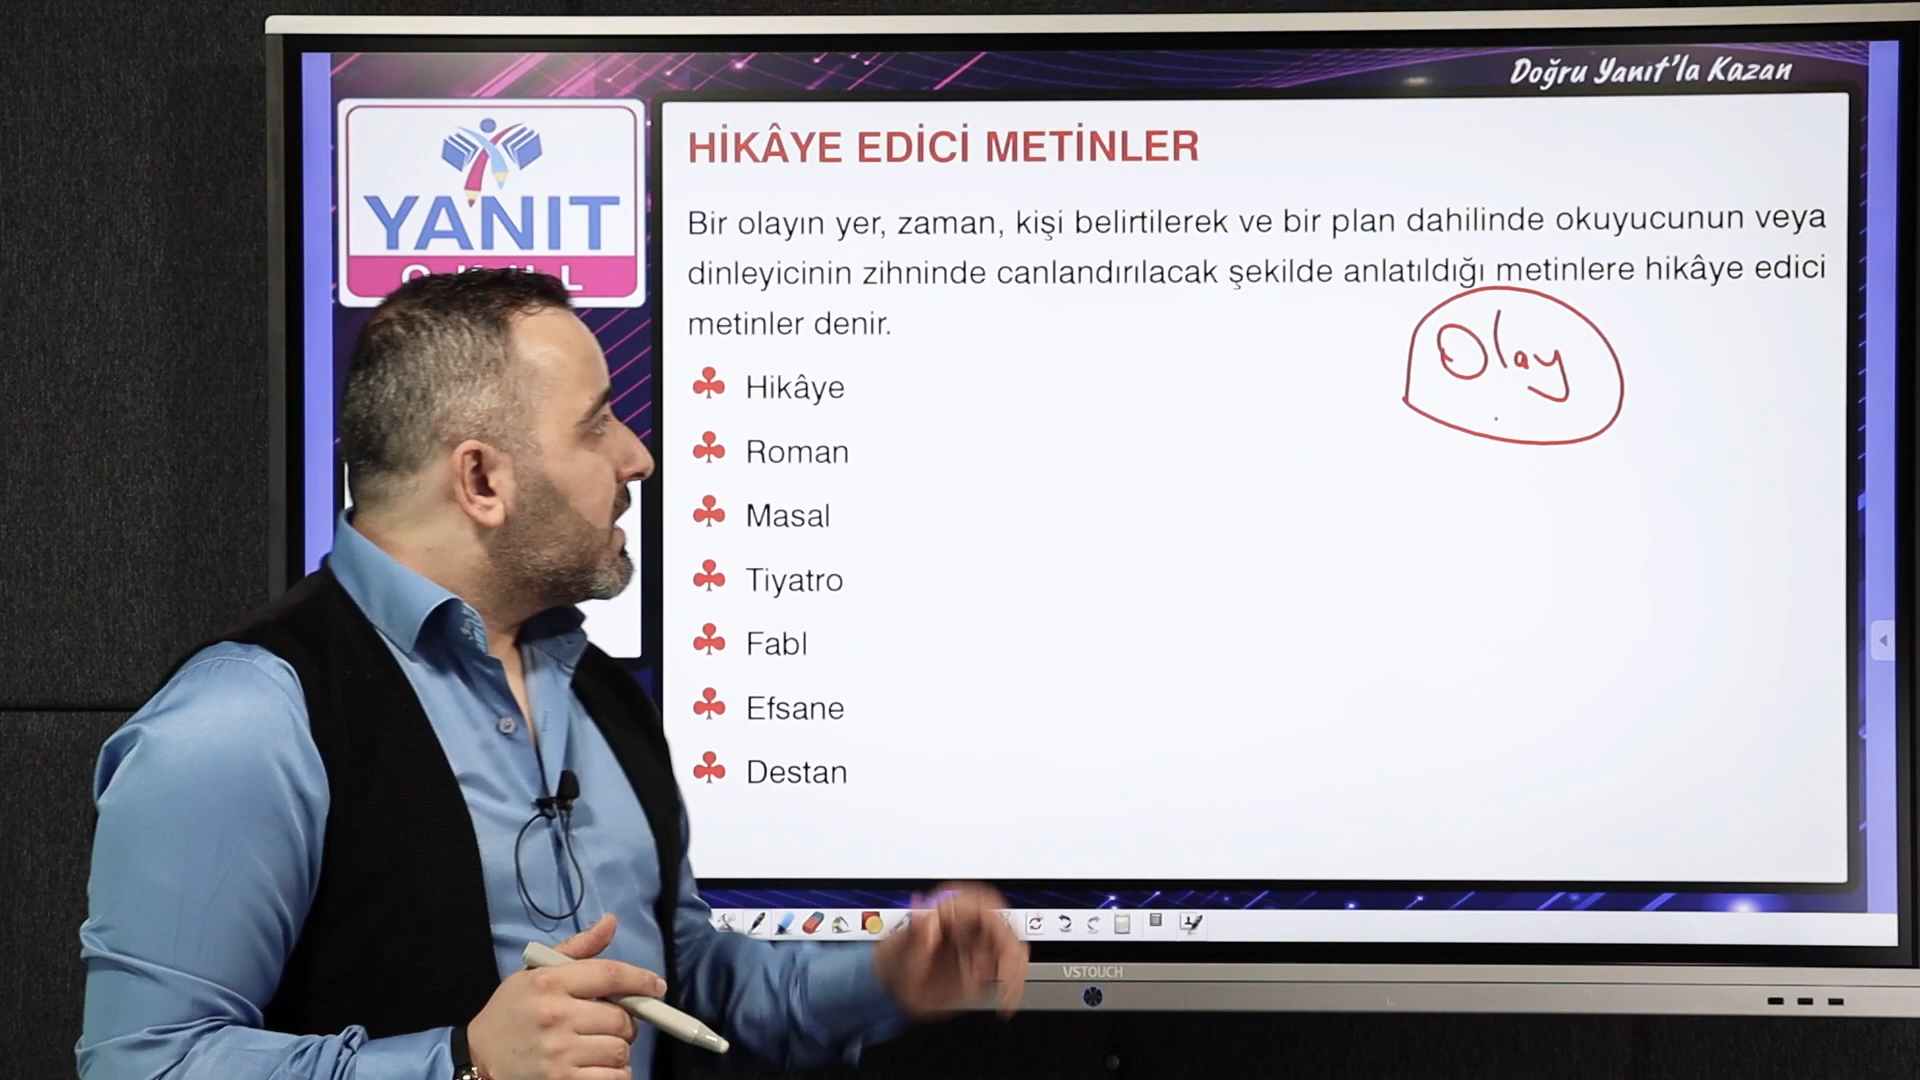 Doğru Yanıt'la Kazan
YANIT
HİKÂYE EDİCİ METİNLER
Bir olayın yer, zaman, kişi belirtilerek ve bir plan dahilinde okuyucunun veya
dinleyicinin zihninde canlandırılacak şekilde anlatıldığı metinlere hikâye edici
metinler denir.
Olay
Hikâye
Roman
Masal
Tiyatro
Fabl
Efsane
Destan
VSTOUCH